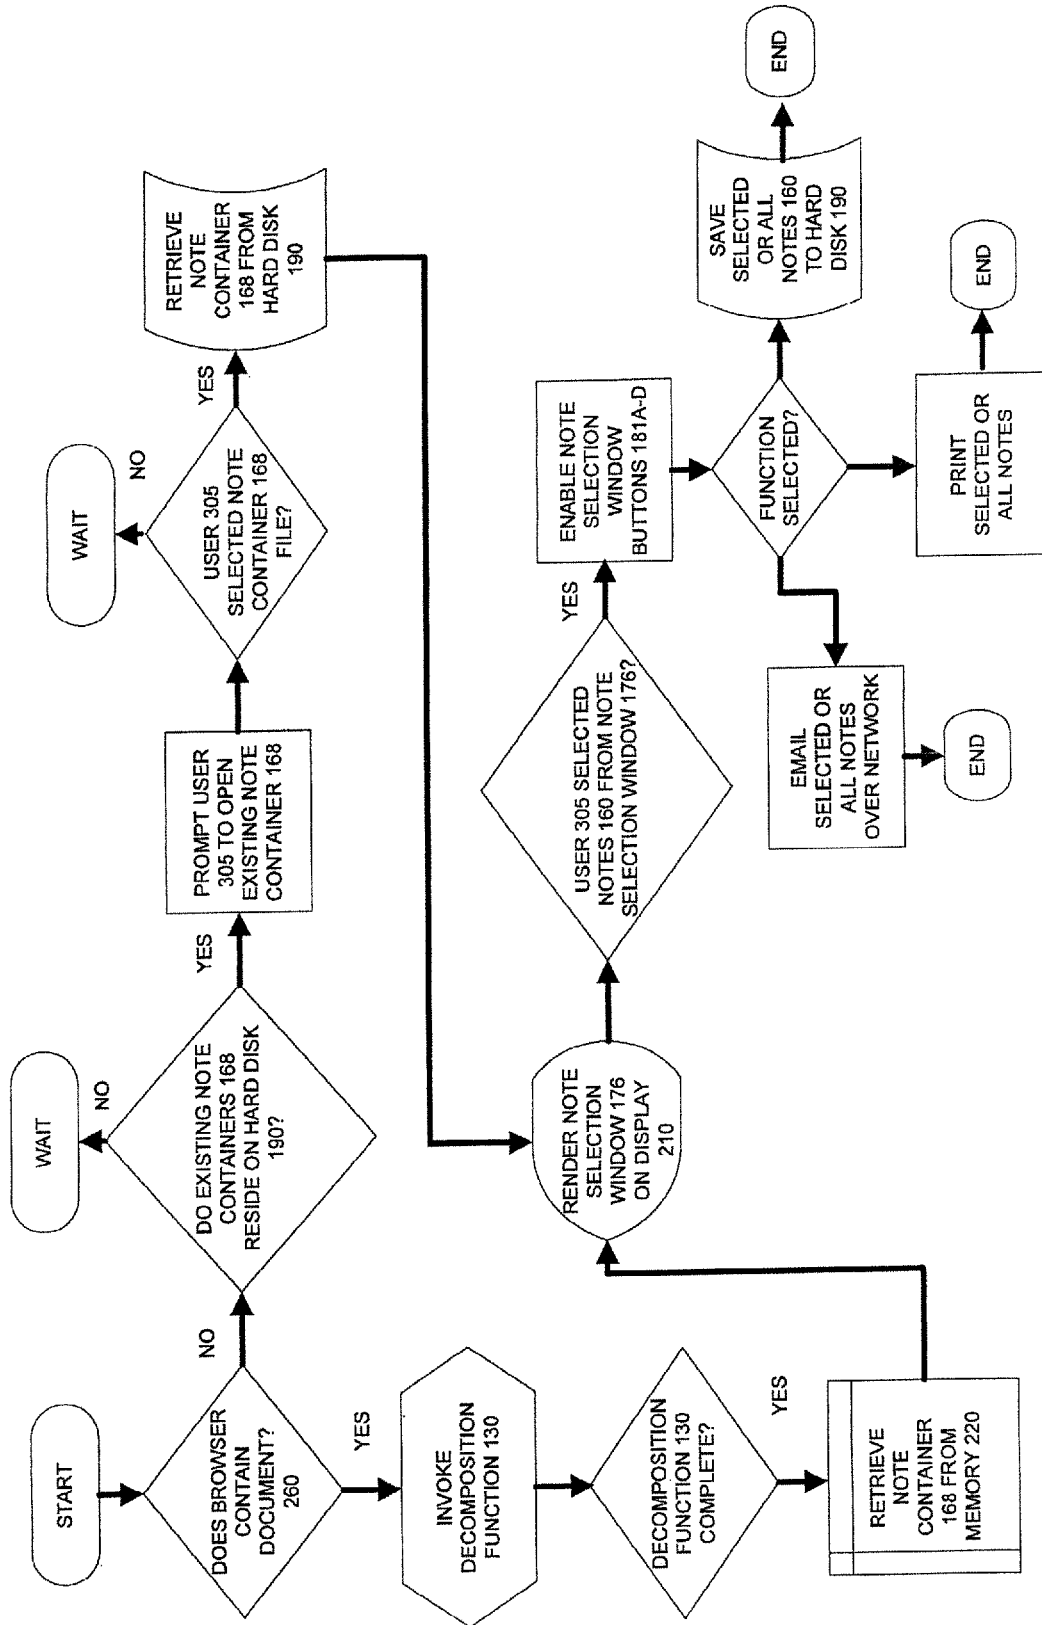 START
DOES BROWSER
CONTAIN
DOCUMENT?
260
NO
YES
DO EXISTING NOTE
CONTAINERS 168
RESIDE ON HARD DISK
190?
NO
WAIT
YES
PROMPT USER
305 TO OPEN
EXISTING NOTE
CONTAINER 168
USER 305
SELECTED NOTE
CONTAINER 168
FILE?
NO
WAIT
YES
RETRIEVE
NOTE
CONTAINER
168 FROM
HARD DISK
190
INVOKE
DECOMPOSITION
FUNCTION 130
DECOMPOSITION
FUNCTION 130
COMPLETE?
YES
RETRIEVE
NOTE
CONTAINER
168 FROM
MEMORY 220
RENDER NOTE
SELECTION
WINDOW 176
ON DISPLAY
210
USER 305 SELECTED
NOTES 160 FROM NOTE
SELECTION WINDOW 176?
YES
ENABLE NOTE
SELECTION
WINDOW
BUTTONS 181A-D
FUNCTION
SELECTED?
SAVE
SELECTED
OR ALL
NOTES 160
TO HARD
DISK 190
END
EMAIL
SELECTED OR
ALL NOTES
OVER NETWORK
END
PRINT
SELECTED OR
ALL NOTES
END